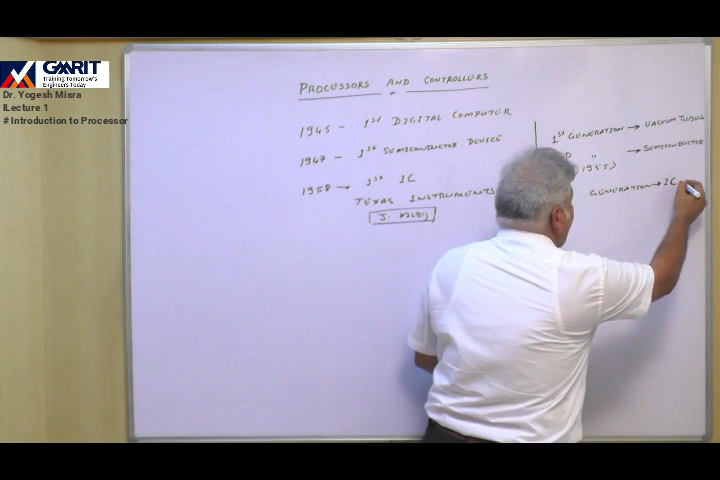 GMRIT
Training Tomorrow's
Engineers Today
Dr. Yogesh Misra
lLecture 1
# Introduction to Processor
PROCESSORS AND CONTROLLERS
1945 - 1st DIGITAL COMPUTER
1947 - 1st SEMICONDUCTOR DEVICE
1958 → 1st IC
TEXAS INSTRUMENTS
J. KILBY
1st GENERATION → VACUUM TUBES
D " → SEMICONDUCTOR
1955)
GENERATION → IC